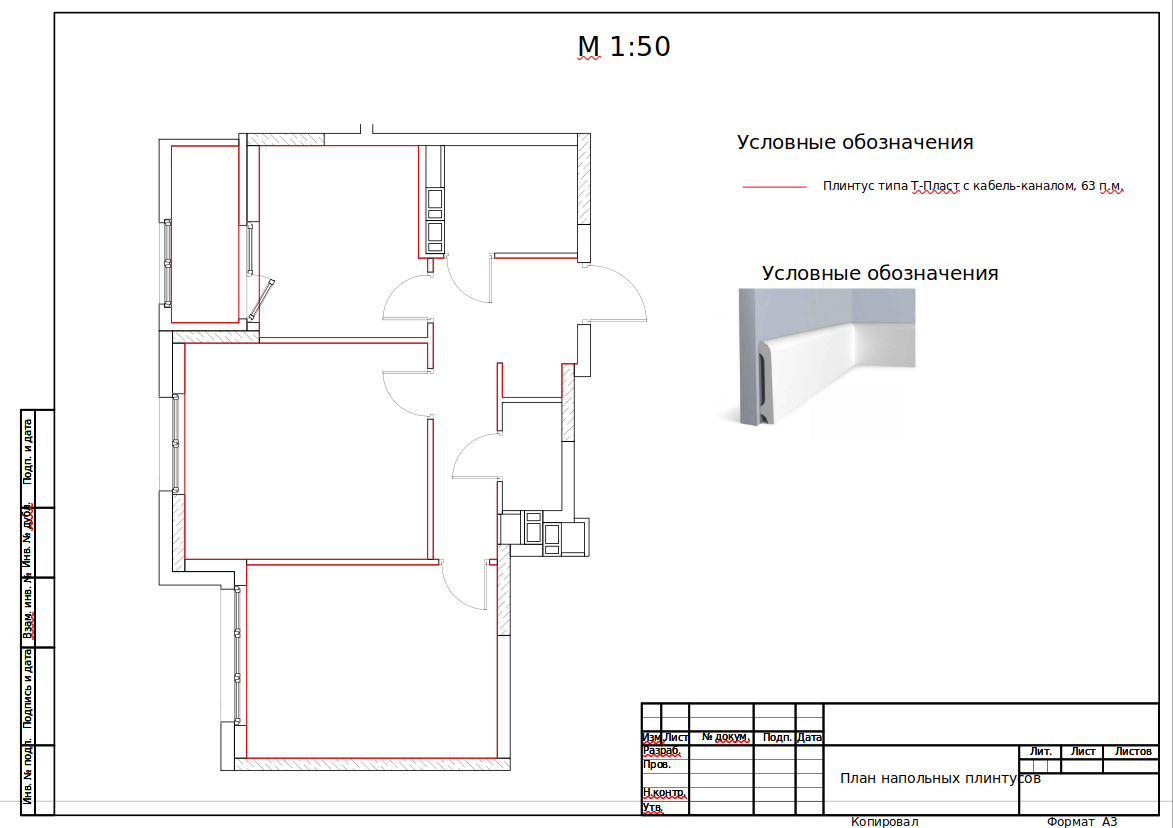 М 1:50
Условные обозначения
Плинтус типа Т-Пласт с кабель-каналом, 63 п.м.
Условные обозначения
Подп. и дата
Инв. № дубл.
Взам. инв. №
Подпись и дата
Инв. № подл.
Изм. Лист № докум. Подп. Дата
Разраб.
Пров.
Н.контр.
Утв.
План напольных плинтусов
Лит. Лист Листов
Копировал Формат А3